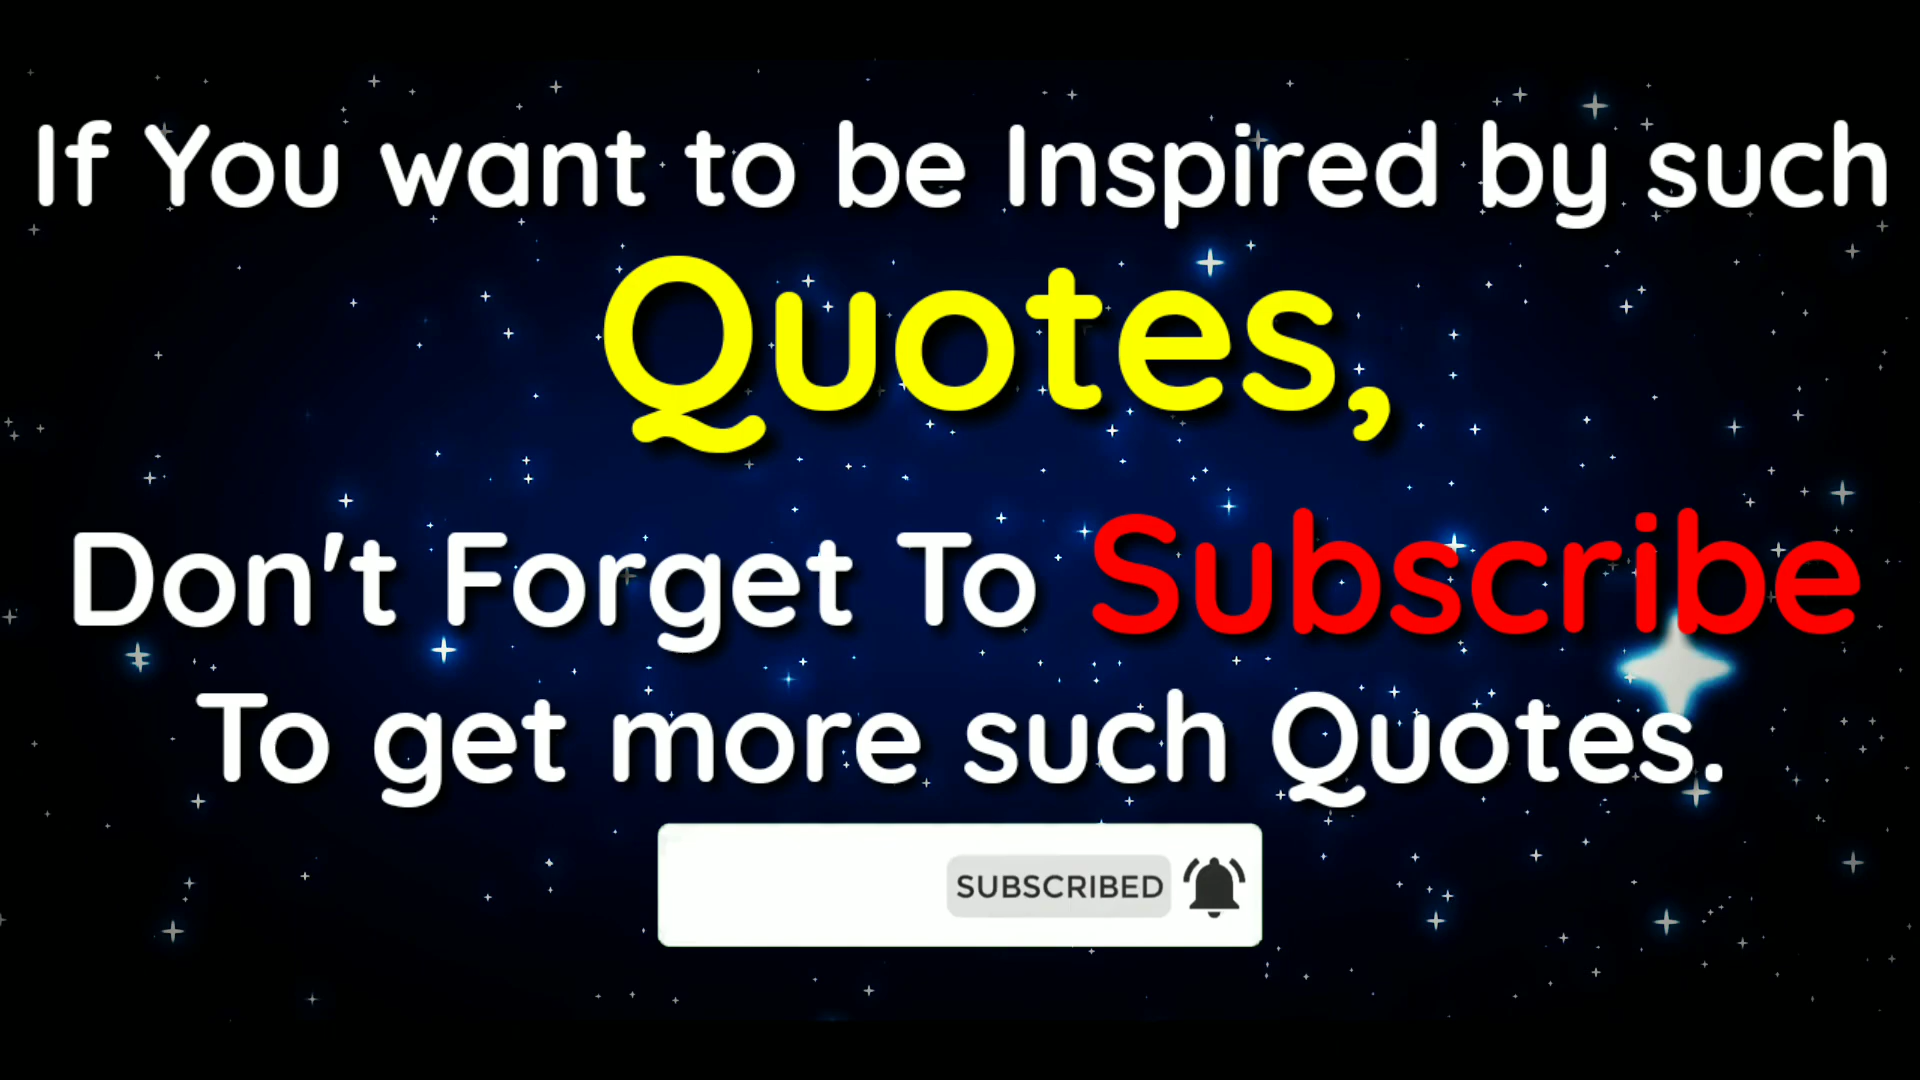 If You want to be Inspired by such
Quotes,
Don't Forget To Subscribe
To get more such Quotes.
SUBSCRIBED